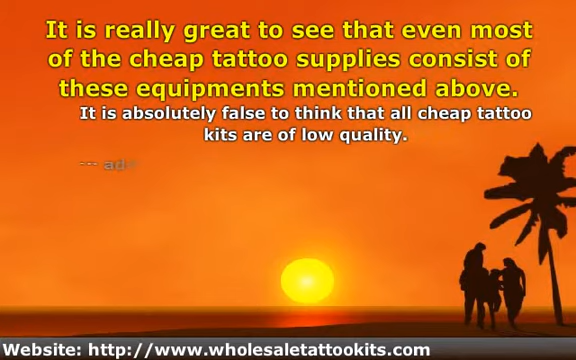 It is really great to see that even most
of the cheap tattoo supplies consist of
these equipments mentioned above.
It is absolutely false to think that all cheap tattoo
kits are of low quality.
---
Website: http://www.wholesaletattookits.com